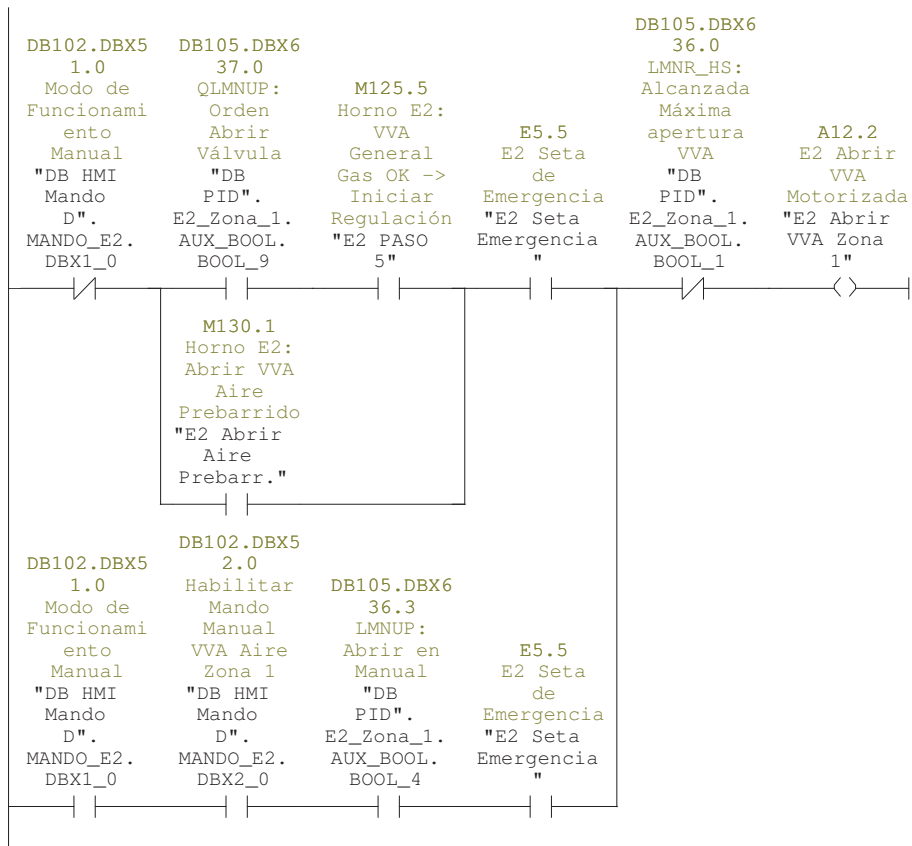 DB102.DBX5
1.0
Modo de
Funcionami
ento
Manual
"DB HMI
Mando
D".
MANDO_E2.
DBX1_0
DB105.DBX6
37.0
QLMNUP:
Orden
Abrir
Válvula
"DB
PID".
E2_Zona_1.
AUX_BOOL.
BOOL_9
M125.5
Horno E2:
VVA
General
Gas OK ->
Iniciar
Regulación
"E2 PASO
5"
E5.5
E2 Seta
de
Emergencia
"E2 Seta
Emergencia
"
DB105.DBX6
36.0
LMNR_HS:
Alcanzada
Máxima
apertura
VVA
"DB
PID".
E2_Zona_1.
AUX_BOOL.
BOOL_1
A12.2
E2 Abrir
VVA
Motorizada
"E2 Abrir
VVA Zona
1"
M130.1
Horno E2:
Abrir VVA
Aire
Prebarrido
"E2 Abrir
Aire
Prebarr."
DB102.DBX5
1.0
Modo de
Funcionami
ento
Manual
"DB HMI
Mando
D".
MANDO_E2.
DBX1_0
DB102.DBX5
2.0
Habilitar
Mando
Manual
VVA Aire
Zona 1
"DB HMI
Mando
D".
MANDO_E2.
DBX2_0
DB105.DBX6
36.3
LMNUP:
Abrir en
Manual
"DB
PID".
E2_Zona_1.
AUX_BOOL.
BOOL_4
E5.5
E2 Seta
de
Emergencia
"E2 Seta
Emergencia
"